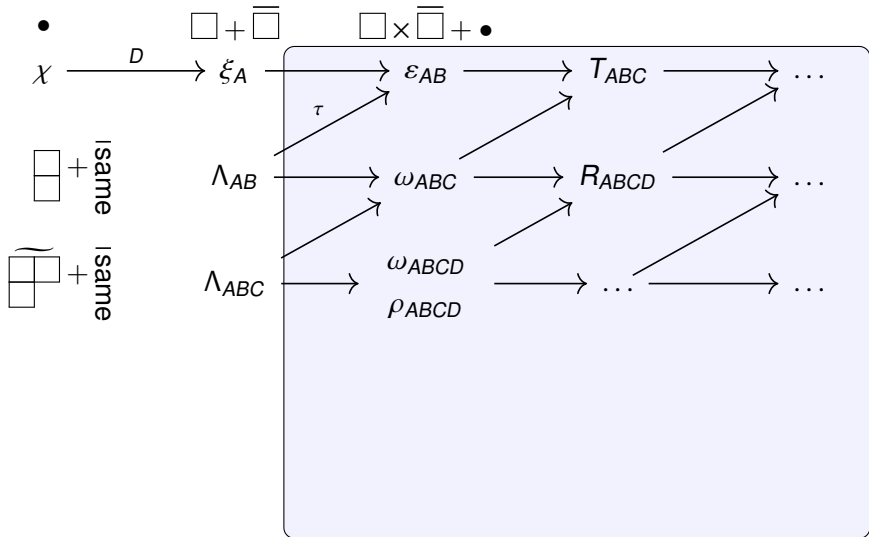 • □ + □̅ □ × □̅ + •
χ D ξ_A ε_AB T_ABC ...
τ
+ same Λ_AB ω_ABC R_ABCD ...
+ same Λ_ABC ω_ABCD ... ...
ρ_ABCD